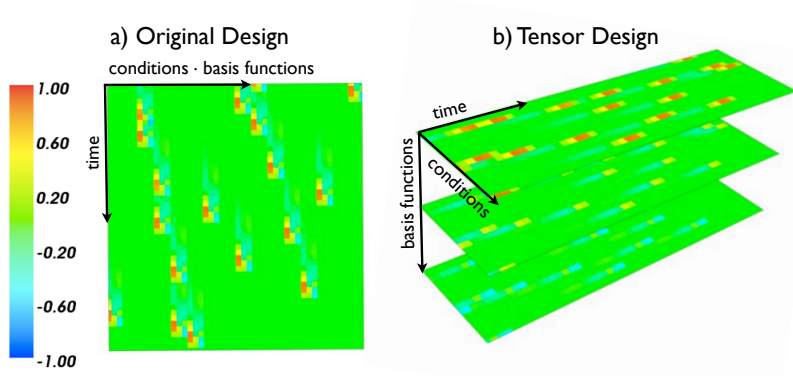 a) Original Design
b) Tensor Design
conditions · basis functions
1.00
0.60
0.20
-0.20
-0.60
-1.00
time
time
conditions
basis functions